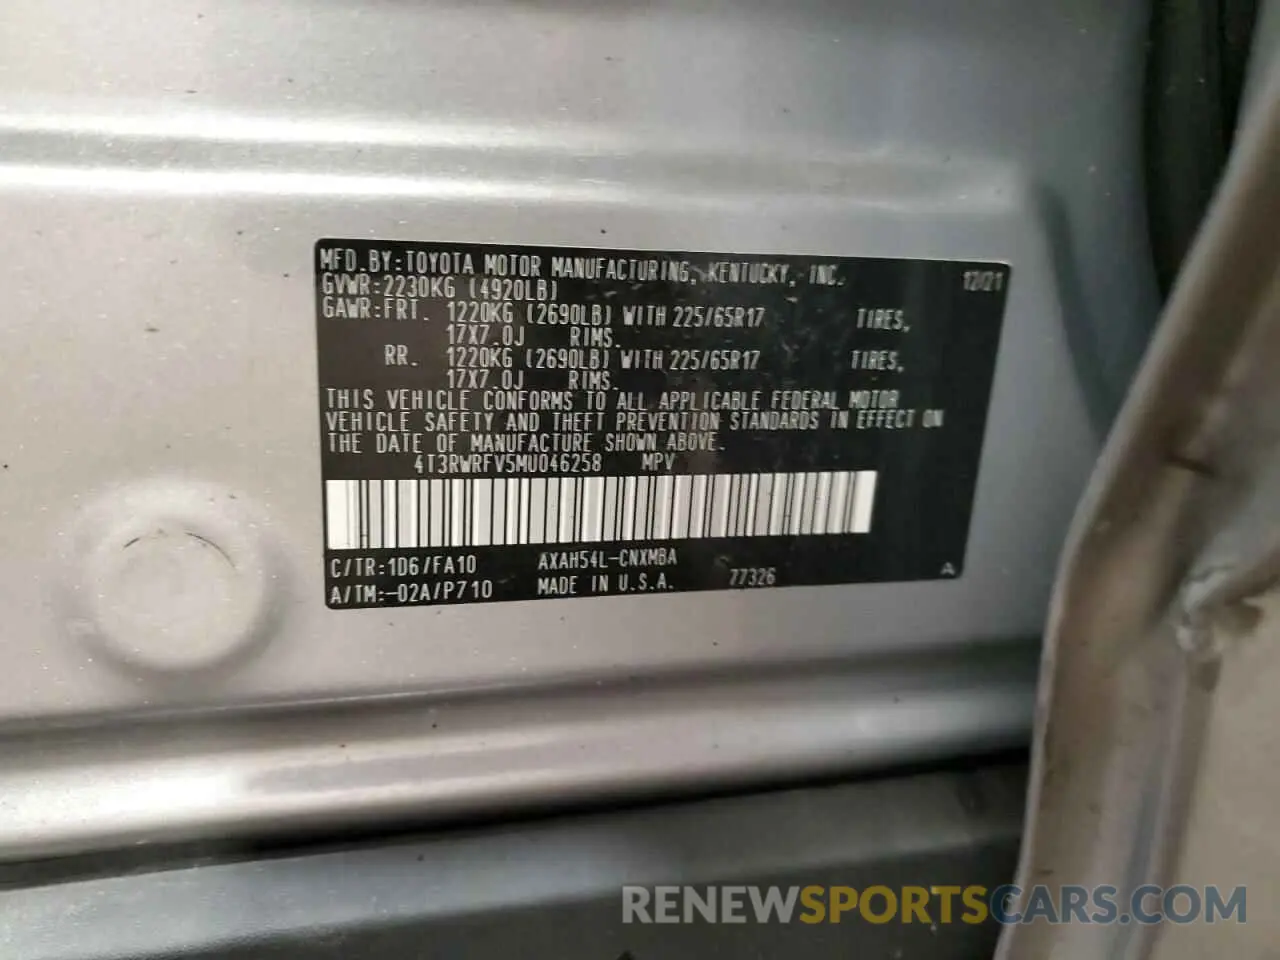 MFD.BY:TOYOTA MOTOR MANUFACTURING, KENTUCKY, INC. 12/21
GVWR:2230KG (4920LB)
GAWR:FRT. 1220KG (2690LB) WITH 225/65R17 TIRES,
17X7.0J RIMS.
RR. 1220KG (2690LB) WITH 225/65R17 TIRES,
17X7.0J RIMS.
THIS VEHICLE CONFORMS TO ALL APPLICABLE FEDERAL MOTOR
VEHICLE SAFETY AND THEFT PREVENTION STANDARDS IN EFFECT ON
THE DATE OF MANUFACTURE SHOWN ABOVE.
4T3RWRFV5MU046258 MPV
C/TR:1D6/FA10 AXAH54L-CNXMBA
A/TM:-02A/P710 MADE IN U.S.A. 77326 A
RENEWSPORTSCARS.COM